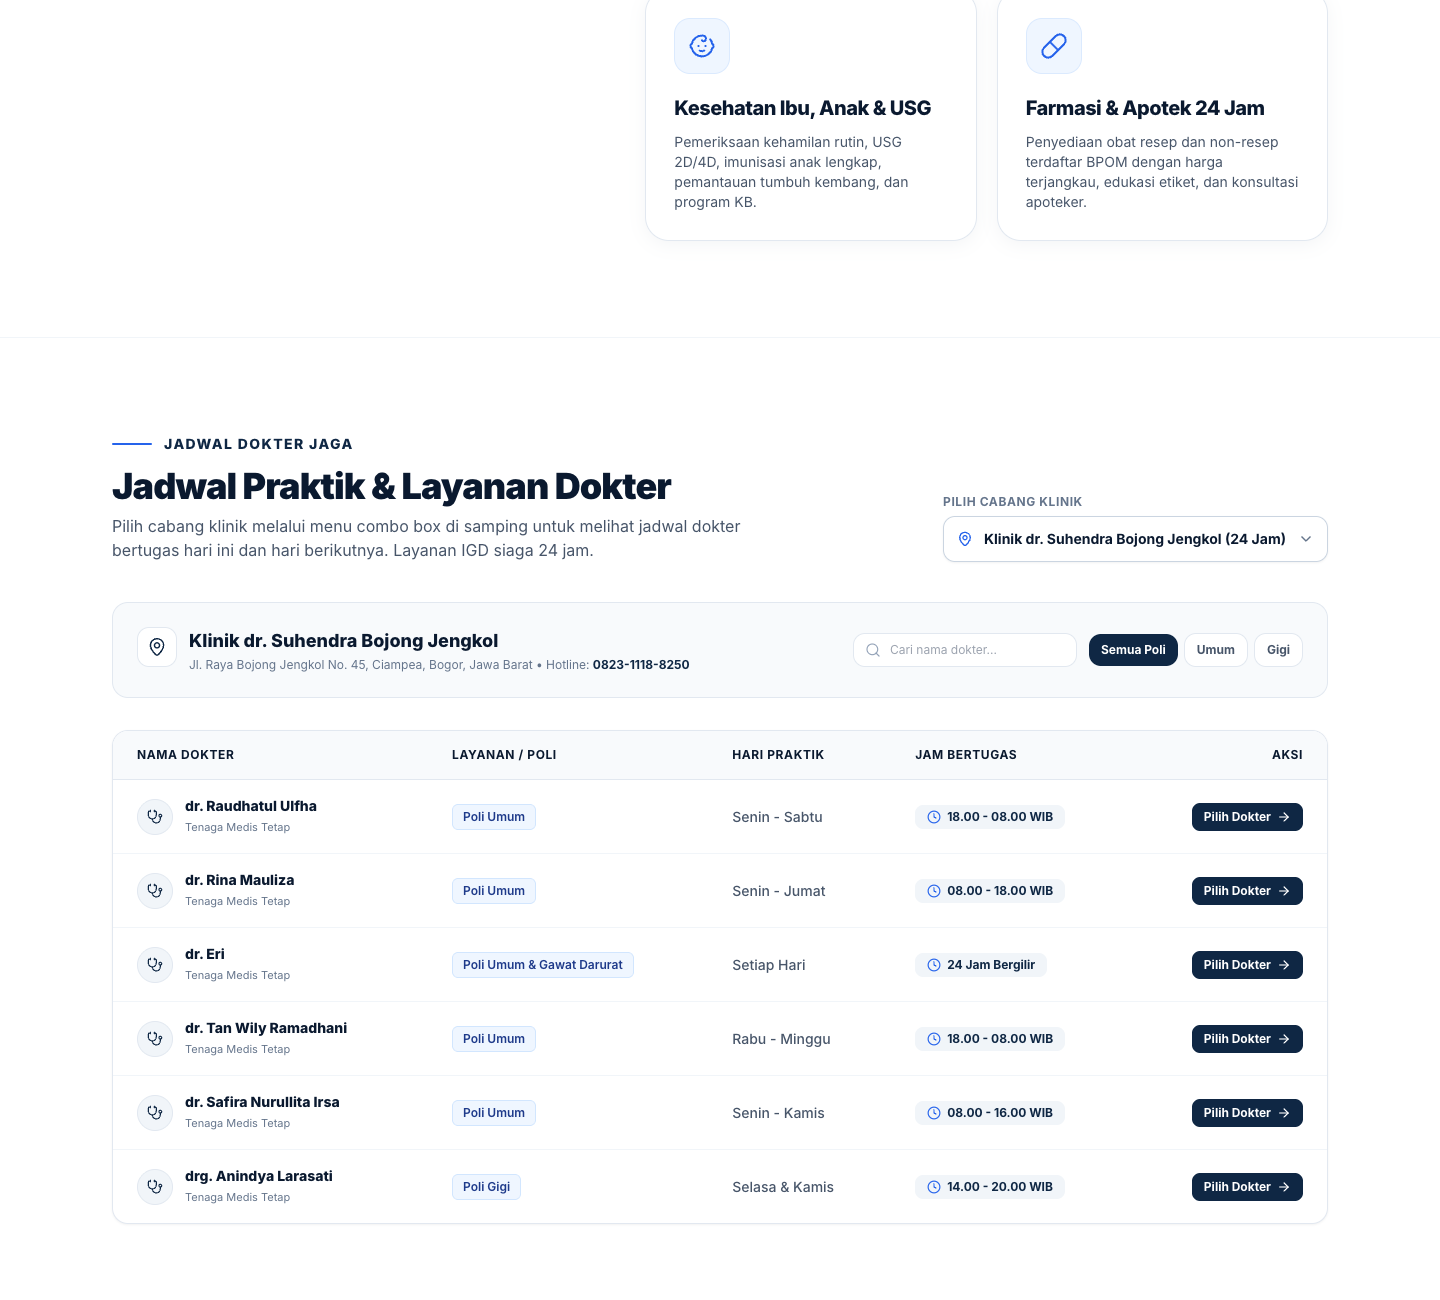 Kesehatan Ibu, Anak & USG
Pemeriksaan kehamilan rutin, USG
2D/4D, imunisasi anak lengkap,
pemantauan tumbuh kembang, dan
program KB.
Farmasi & Apotek 24 Jam
Penyediaan obat resep dan non-resep
terdaftar BPOM dengan harga
terjangkau, edukasi etiket, dan konsultasi
apoteker.
JADWAL DOKTER JAGA
Jadwal Praktik & Layanan Dokter
Pilih cabang klinik melalui menu combo box di samping untuk melihat jadwal dokter
bertugas hari ini dan hari berikutnya. Layanan IGD siaga 24 jam.
PILIH CABANG KLINIK
Klinik dr. Suhendra Bojong Jengkol (24 Jam)
Klinik dr. Suhendra Bojong Jengkol
Jl. Raya Bojong Jengkol No. 45, Ciampea, Bogor, Jawa Barat • Hotline: 0823-1118-8250
Cari nama dokter...
Semua Poli
Umum
Gigi
NAMA DOKTER LAYANAN / POLI HARI PRAKTIK JAM BERTUGAS AKSI
dr. Raudhatul Ulfha
Tenaga Medis Tetap
Poli Umum
Senin - Sabtu
18.00 - 08.00 WIB
Pilih Dokter
dr. Rina Mauliza
Tenaga Medis Tetap
Poli Umum
Senin - Jumat
08.00 - 18.00 WIB
Pilih Dokter
dr. Eri
Tenaga Medis Tetap
Poli Umum & Gawat Darurat
Setiap Hari
24 Jam Bergilir
Pilih Dokter
dr. Tan Wily Ramadhani
Tenaga Medis Tetap
Poli Umum
Rabu - Minggu
18.00 - 08.00 WIB
Pilih Dokter
dr. Safira Nurullita Irsa
Tenaga Medis Tetap
Poli Umum
Senin - Kamis
08.00 - 16.00 WIB
Pilih Dokter
drg. Anindya Larasati
Tenaga Medis Tetap
Poli Gigi
Selasa & Kamis
14.00 - 20.00 WIB
Pilih Dokter